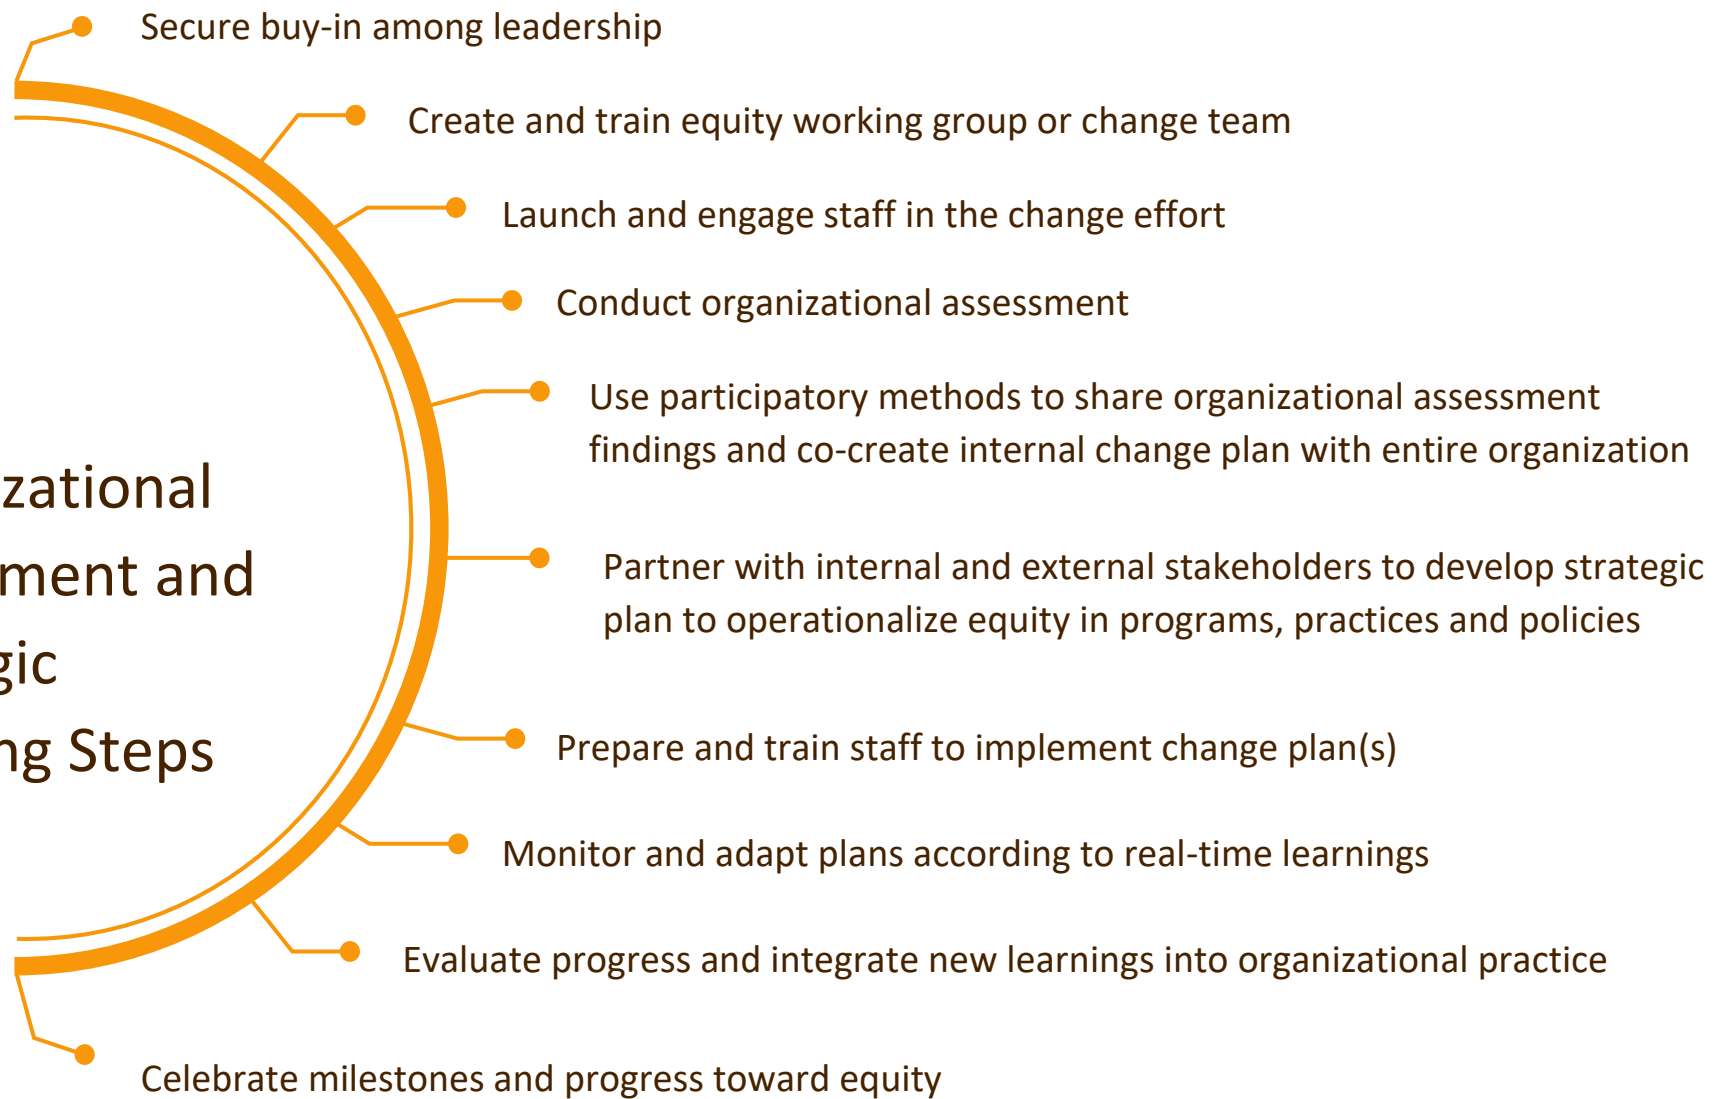 Secure buy-in among leadership
Create and train equity working group or change team
Launch and engage staff in the change effort
Conduct organizational assessment
Use participatory methods to share organizational assessment
findings and co-create internal change plan with entire organization
zational
ment and
gic
ng Steps
Partner with internal and external stakeholders to develop strategic
plan to operationalize equity in programs, practices and policies
Prepare and train staff to implement change plan(s)
Monitor and adapt plans according to real-time learnings
Evaluate progress and integrate new learnings into organizational practice
Celebrate milestones and progress toward equity